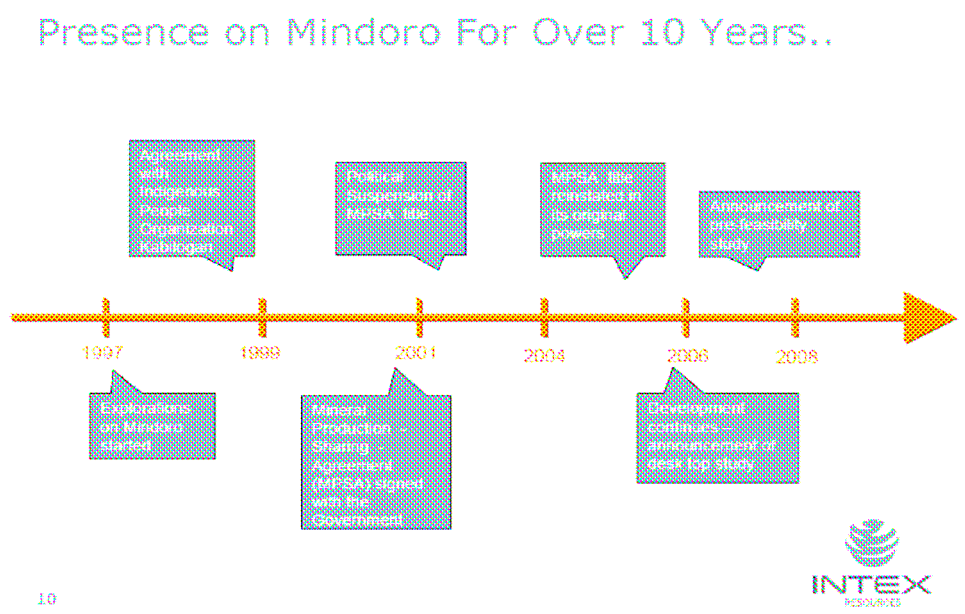 Presence on Mindoro For Over 10 Years..
Agreement
with
Indigenous
People
Organization
Kabilogan
Political
Suspension of
MPSA title
MPSA title
reinstated in
its original
powers
Announcement of
pre-feasibility
study
1997
1999
2001
2004
2006
2008
Explorations
on Mindoro
started
Mineral
Production –
Sharing
Agreement
(MPSA) signed
with the
Government
Development
continues –
announcement of
desk top study
INTEX
RESOURCES
10